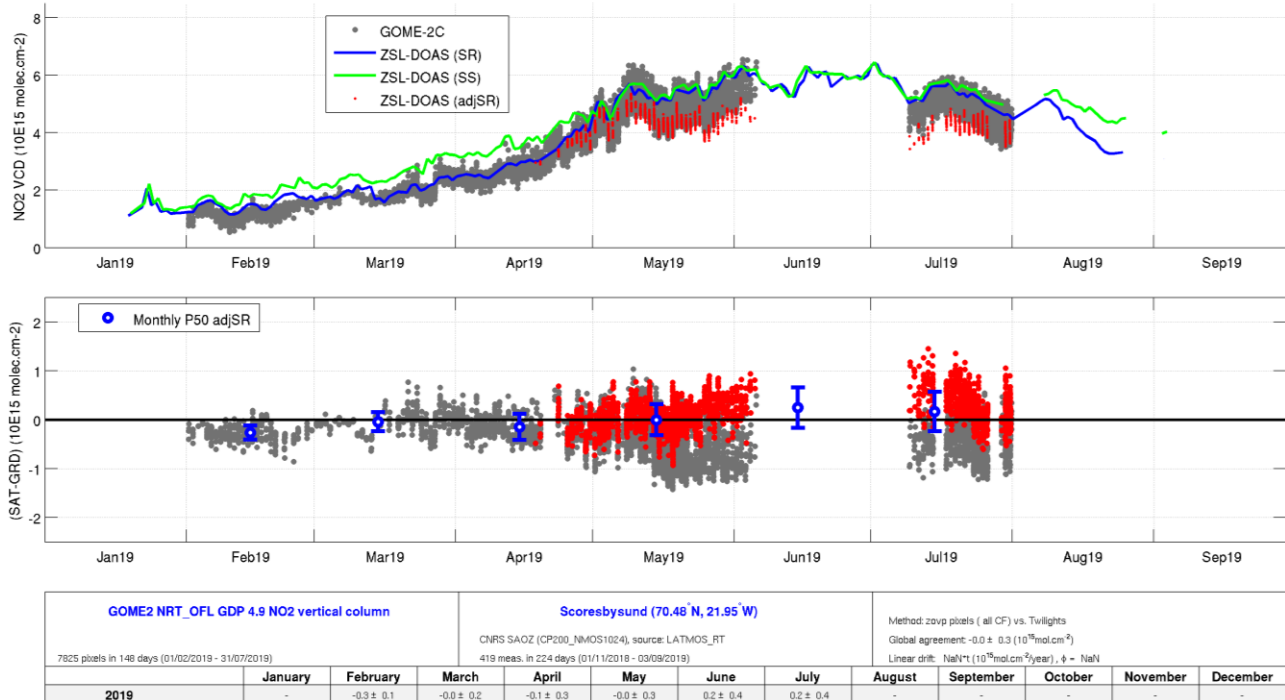 NO2 VCD (10E15 molec.cm-2)
8
6
4
2
0
GOME-2C
ZSL-DOAS (SR)
ZSL-DOAS (SS)
ZSL-DOAS (adjSR)
Jan19 Feb19 Mar19 Apr19 May19 Jun19 Jul19 Aug19 Sep19
(SAT-GRD) (10E15 molec.cm-2)
2
1
0
-1
-2
Monthly P50 adjSR
Jan19 Feb19 Mar19 Apr19 May19 Jun19 Jul19 Aug19 Sep19
GOME2 NRT_OFL GDP 4.9 NO2 vertical column
7825 pixels in 148 days (01/02/2019 - 31/07/2019)
Scoresbysund (70.48°N, 21.95°W)
CNRS SAOZ (CP200_NMOS1024), source: LATMOS_RT
419 meas. in 224 days (01/11/2018 - 03/09/2019)
Method: zovp pixels ( all CF) vs. Twilights
Global agreement: -0.0 ± 0.3 (10¹⁵mol.cm⁻²)
Linear drift: NaN*t (10¹⁵mol.cm⁻²/year) , ϕ = NaN
January February March April May June July August September October November December
2019 - -0.3 ± 0.1 -0.0 ± 0.2 -0.1 ± 0.3 -0.0 ± 0.3 0.2 ± 0.4 0.2 ± 0.4 - - - - -